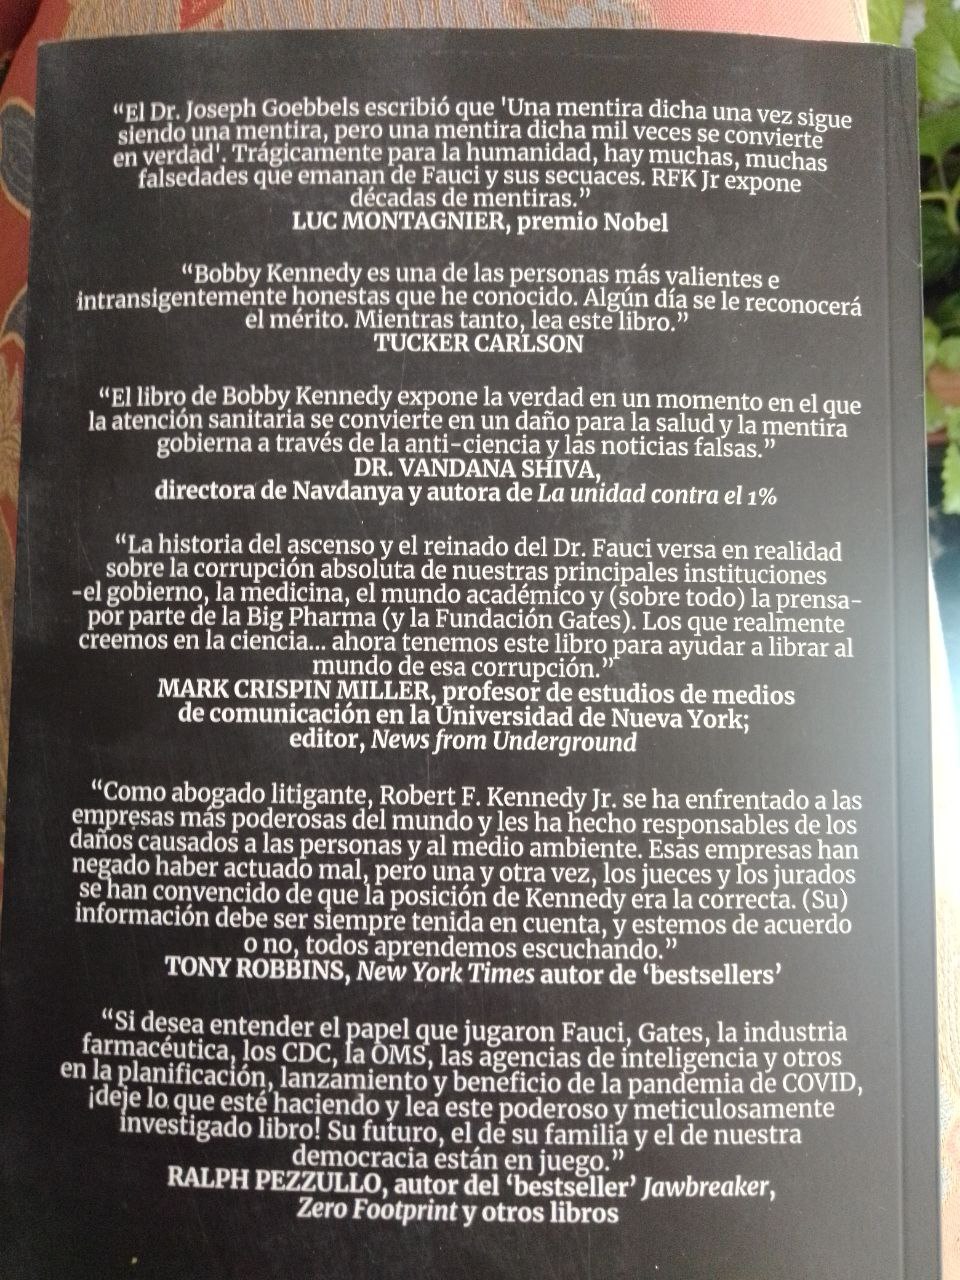 “El Dr. Joseph Goebbels escribió que 'Una mentira dicha una vez sigue
siendo una mentira, pero una mentira dicha mil veces se convierte
en verdad'. Trágicamente para la humanidad, hay muchas, muchas
falsedades que emanan de Fauci y sus secuaces. RFK Jr expone
décadas de mentiras.”
LUC MONTAGNIER, premio Nobel
“Bobby Kennedy es una de las personas más valientes e
intransigentemente honestas que he conocido. Algún día se le reconocerá
el mérito. Mientras tanto, lea este libro.”
TUCKER CARLSON
“El libro de Bobby Kennedy expone la verdad en un momento en el que
la atención sanitaria se convierte en un daño para la salud y la mentira
gobierna a través de la anti-ciencia y las noticias falsas.”
DR. VANDANA SHIVA,
directora de Navdanya y autora de La unidad contra el 1%
“La historia del ascenso y el reinado del Dr. Fauci versa en realidad
sobre la corrupción absoluta de nuestras principales instituciones
-el gobierno, la medicina, el mundo académico y (sobre todo) la prensa-
por parte de la Big Pharma (y la Fundación Gates). Los que realmente
creemos en la ciencia... ahora tenemos este libro para ayudar a librar al
mundo de esa corrupción.”
MARK CRISPIN MILLER, profesor de estudios de medios
de comunicación en la Universidad de Nueva York;
editor, News from Underground
“Como abogado litigante, Robert F. Kennedy Jr. se ha enfrentado a las
empresas más poderosas del mundo y les ha hecho responsables de los
daños causados a las personas y al medio ambiente. Esas empresas han
negado haber actuado mal, pero una y otra vez, los jueces y los jurados
se han convencido de que la posición de Kennedy era la correcta. (Su)
información debe ser siempre tenida en cuenta, y estemos de acuerdo
o no, todos aprendemos escuchando.”
TONY ROBBINS, New York Times autor de ‘bestsellers’
“Si desea entender el papel que jugaron Fauci, Gates, la industria
farmacéutica, los CDC, la OMS, las agencias de inteligencia y otros
en la planificación, lanzamiento y beneficio de la pandemia de COVID,
¡deje lo que esté haciendo y lea este poderoso y meticulosamente
investigado libro! Su futuro, el de su familia y el de nuestra
democracia están en juego.”
RALPH PEZZULLO, autor del ‘bestseller’ Jawbreaker,
Zero Footprint y otros libros